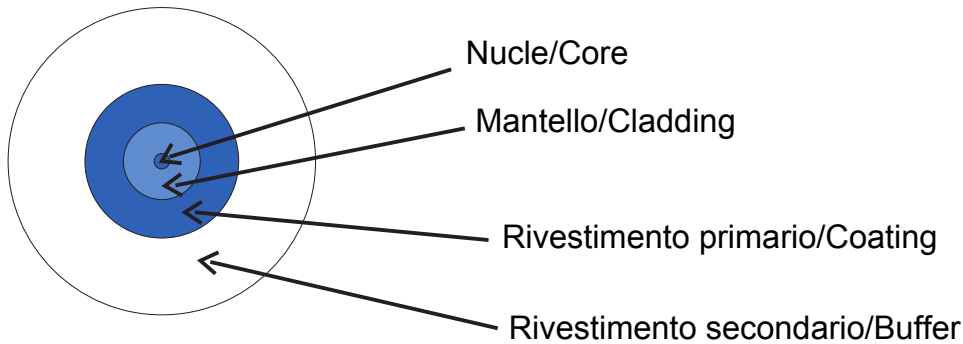 Nucle/Core
Mantello/Cladding
Rivestimento primario/Coating
Rivestimento secondario/Buffer